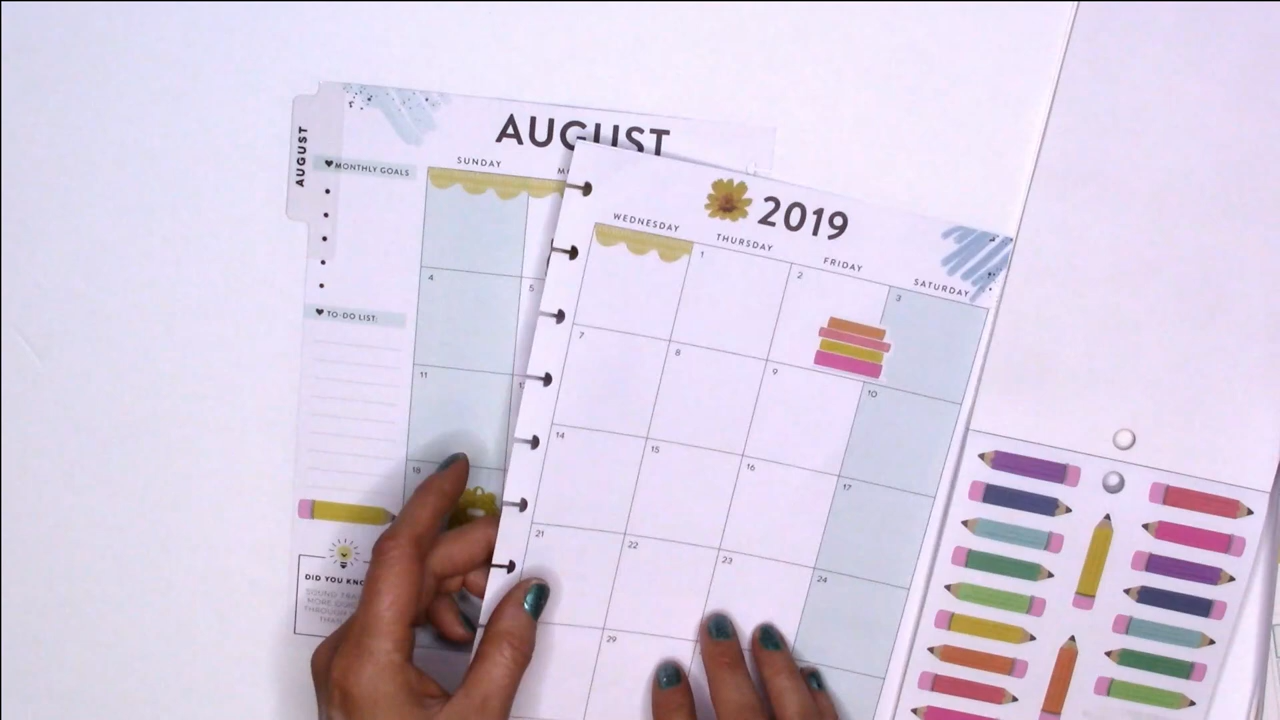 AUGUST
AUGUST
MONTHLY GOALS
SUNDAY
4
5
11
18
TO-DO LIST:
DID YOU
2019
WEDNESDAY
THURSDAY
FRIDAY
SATURDAY
1
2
3
7
8
9
10
14
15
16
17
21
22
23
24
29